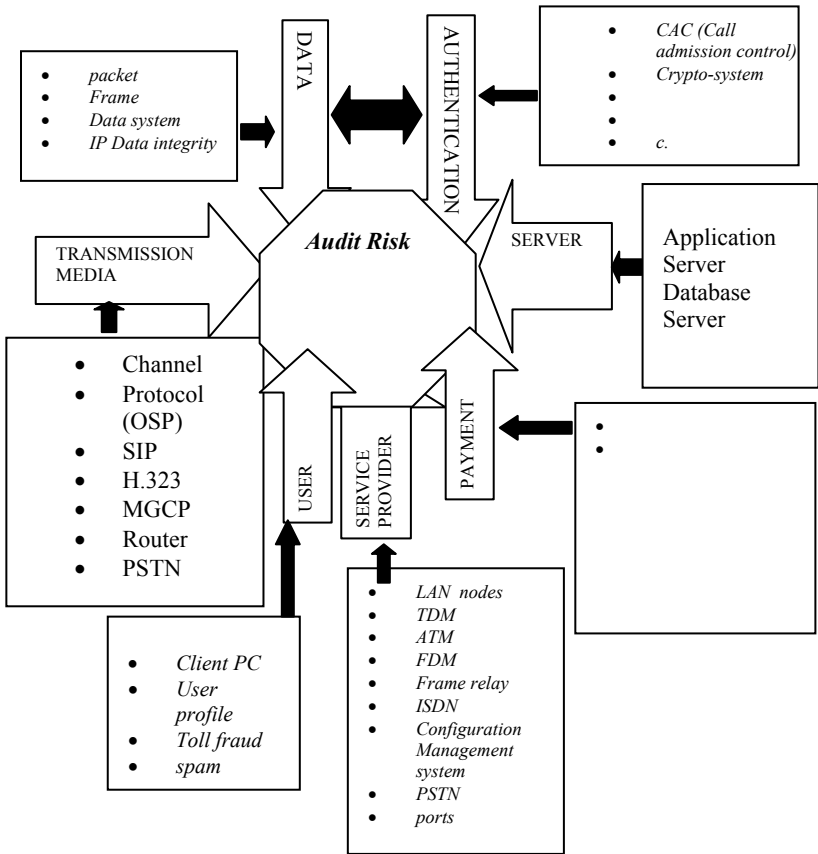 DATA
AUTHENTICATION
• CAC (Call
admission control)
• Crypto-system
•
•
• c.
• packet
• Frame
• Data system
• IP Data integrity
Audit Risk
TRANSMISSION
MEDIA
SERVER
Application
Server
Database
Server
• Channel
• Protocol
(OSP)
• SIP
• H.323
• MGCP
• Router
• PSTN
USER
SERVICE
PROVIDER
PAYMENT
•
•
• Client PC
• User
profile
• Toll fraud
• spam
• LAN nodes
• TDM
• ATM
• FDM
• Frame relay
• ISDN
• Configuration
Management
system
• PSTN
• ports